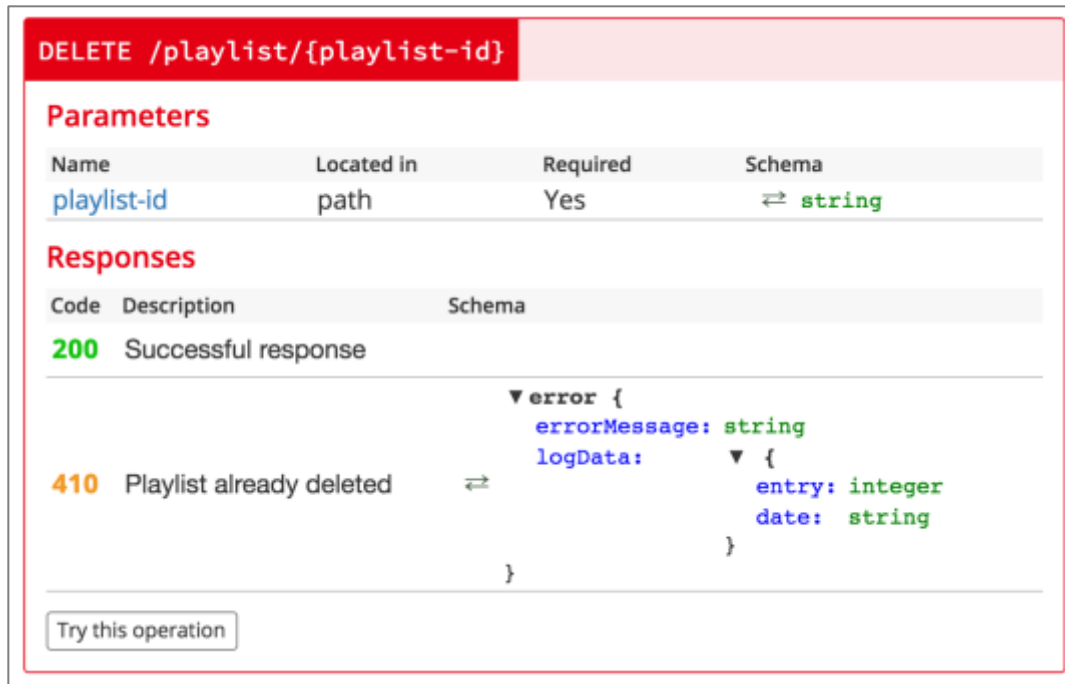 DELETE /playlist/{playlist-id}
Parameters
Name Located in Required Schema
playlist-id path Yes ⇄ string
Responses
Code Description Schema
200 Successful response
▼ error {
errorMessage: string
logData: ▼ {
410 Playlist already deleted ⇄
entry: integer
date: string
}
}
Try this operation